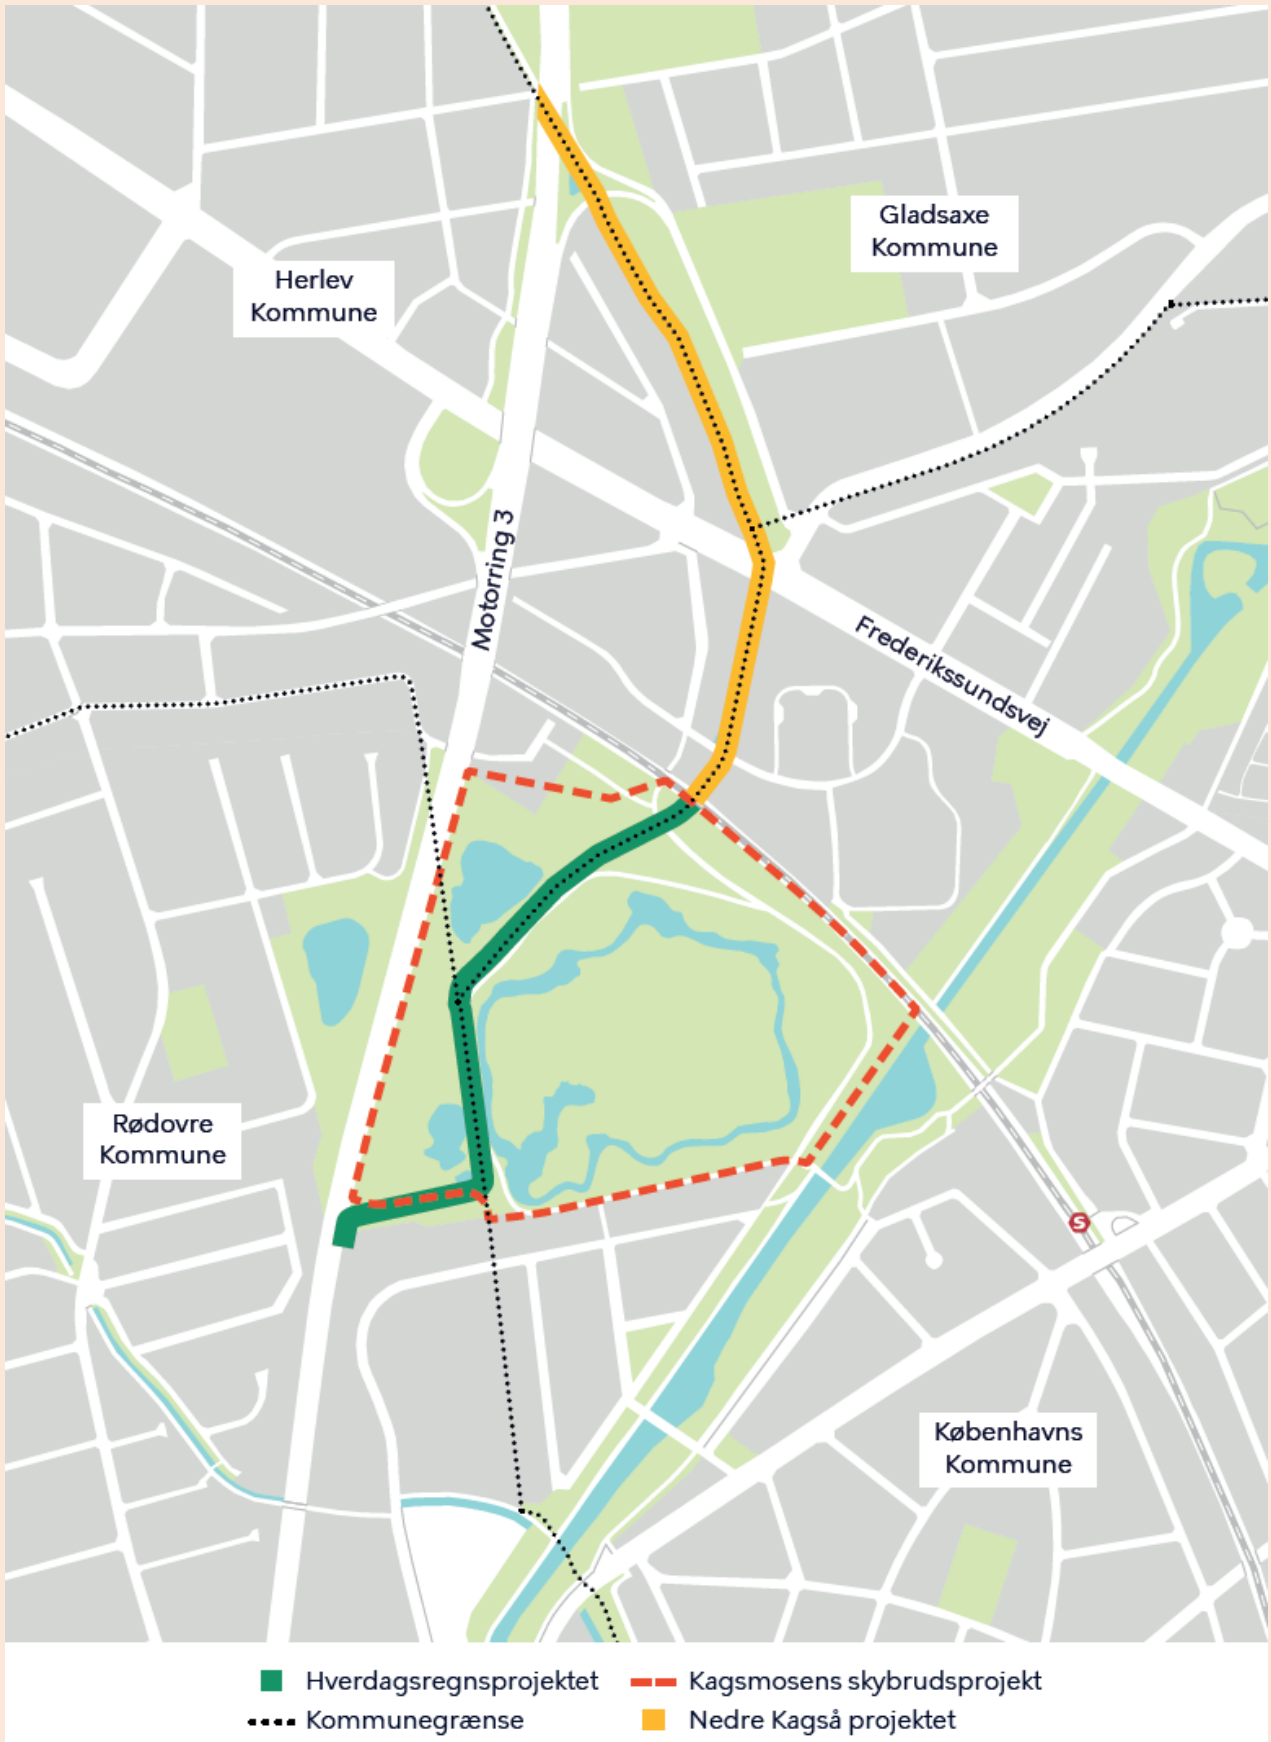 Gladsaxe
Kommune
Herlev
Kommune
Motorring 3
Frederikssundsvej
Rødovre
Kommune
S
Københavns
Kommune
Hverdagsregnsprojektet
Kagsmosens skybrudsprojekt
Kommunegrænse
Nedre Kagså projektet